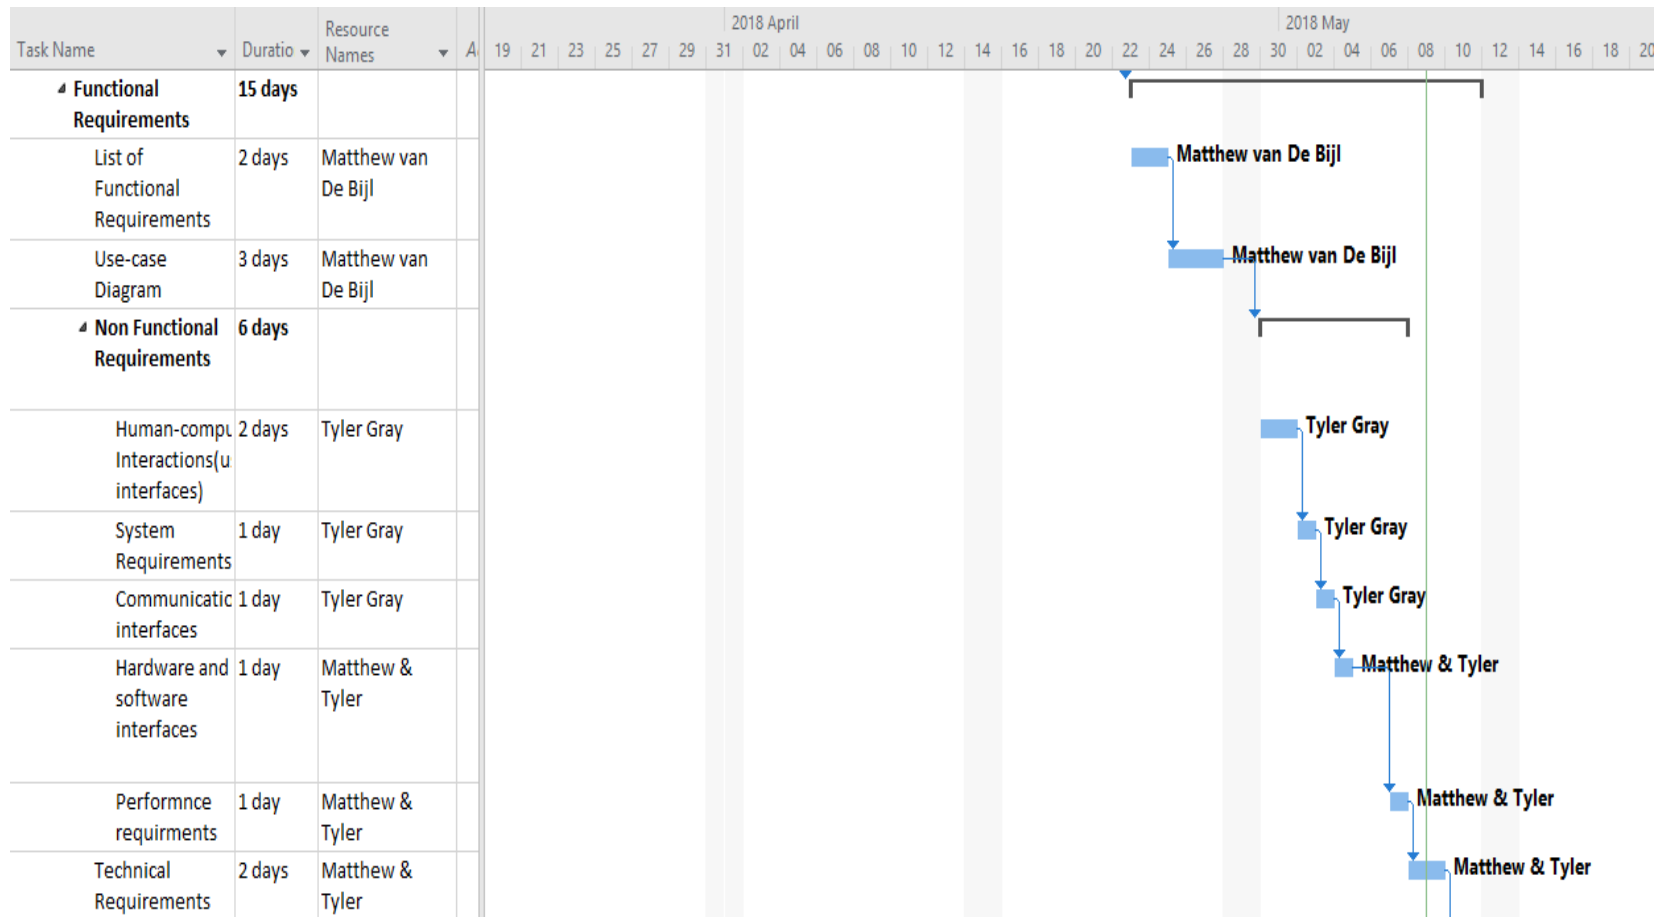 2018 April 2018 May
Task Name Duratio Resource Names A
19 21 23 25 27 29 31 02 04 06 08 10 12 14 16 18 20 22 24 26 28 30 02 04 06 08 10 12 14 16 18 20
Functional 15 days
Requirements
List of 2 days Matthew van Matthew van De Bijl
Functional De Bijl
Requirements
Use-case 3 days Matthew van Matthew van De Bijl
Diagram De Bijl
Non Functional 6 days
Requirements
Human-compu 2 days Tyler Gray Tyler Gray
Interactions(u
interfaces)
System 1 day Tyler Gray Tyler Gray
Requirements
Communicatic 1 day Tyler Gray Tyler Gray
interfaces
Hardware and 1 day Matthew & Matthew & Tyler
software Tyler
interfaces
Performnce 1 day Matthew & Matthew & Tyler
requirments Tyler
Technical 2 days Matthew & Matthew & Tyler
Requirements Tyler